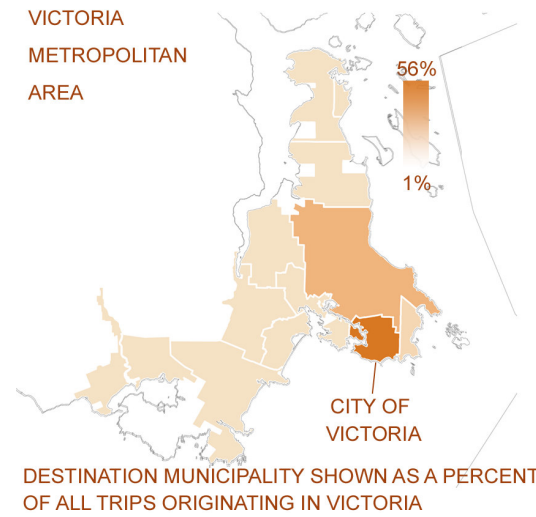 VICTORIA
METROPOLITAN
AREA
56%
1%
CITY OF
VICTORIA
DESTINATION MUNICIPALITY SHOWN AS A PERCENT
OF ALL TRIPS ORIGINATING IN VICTORIA